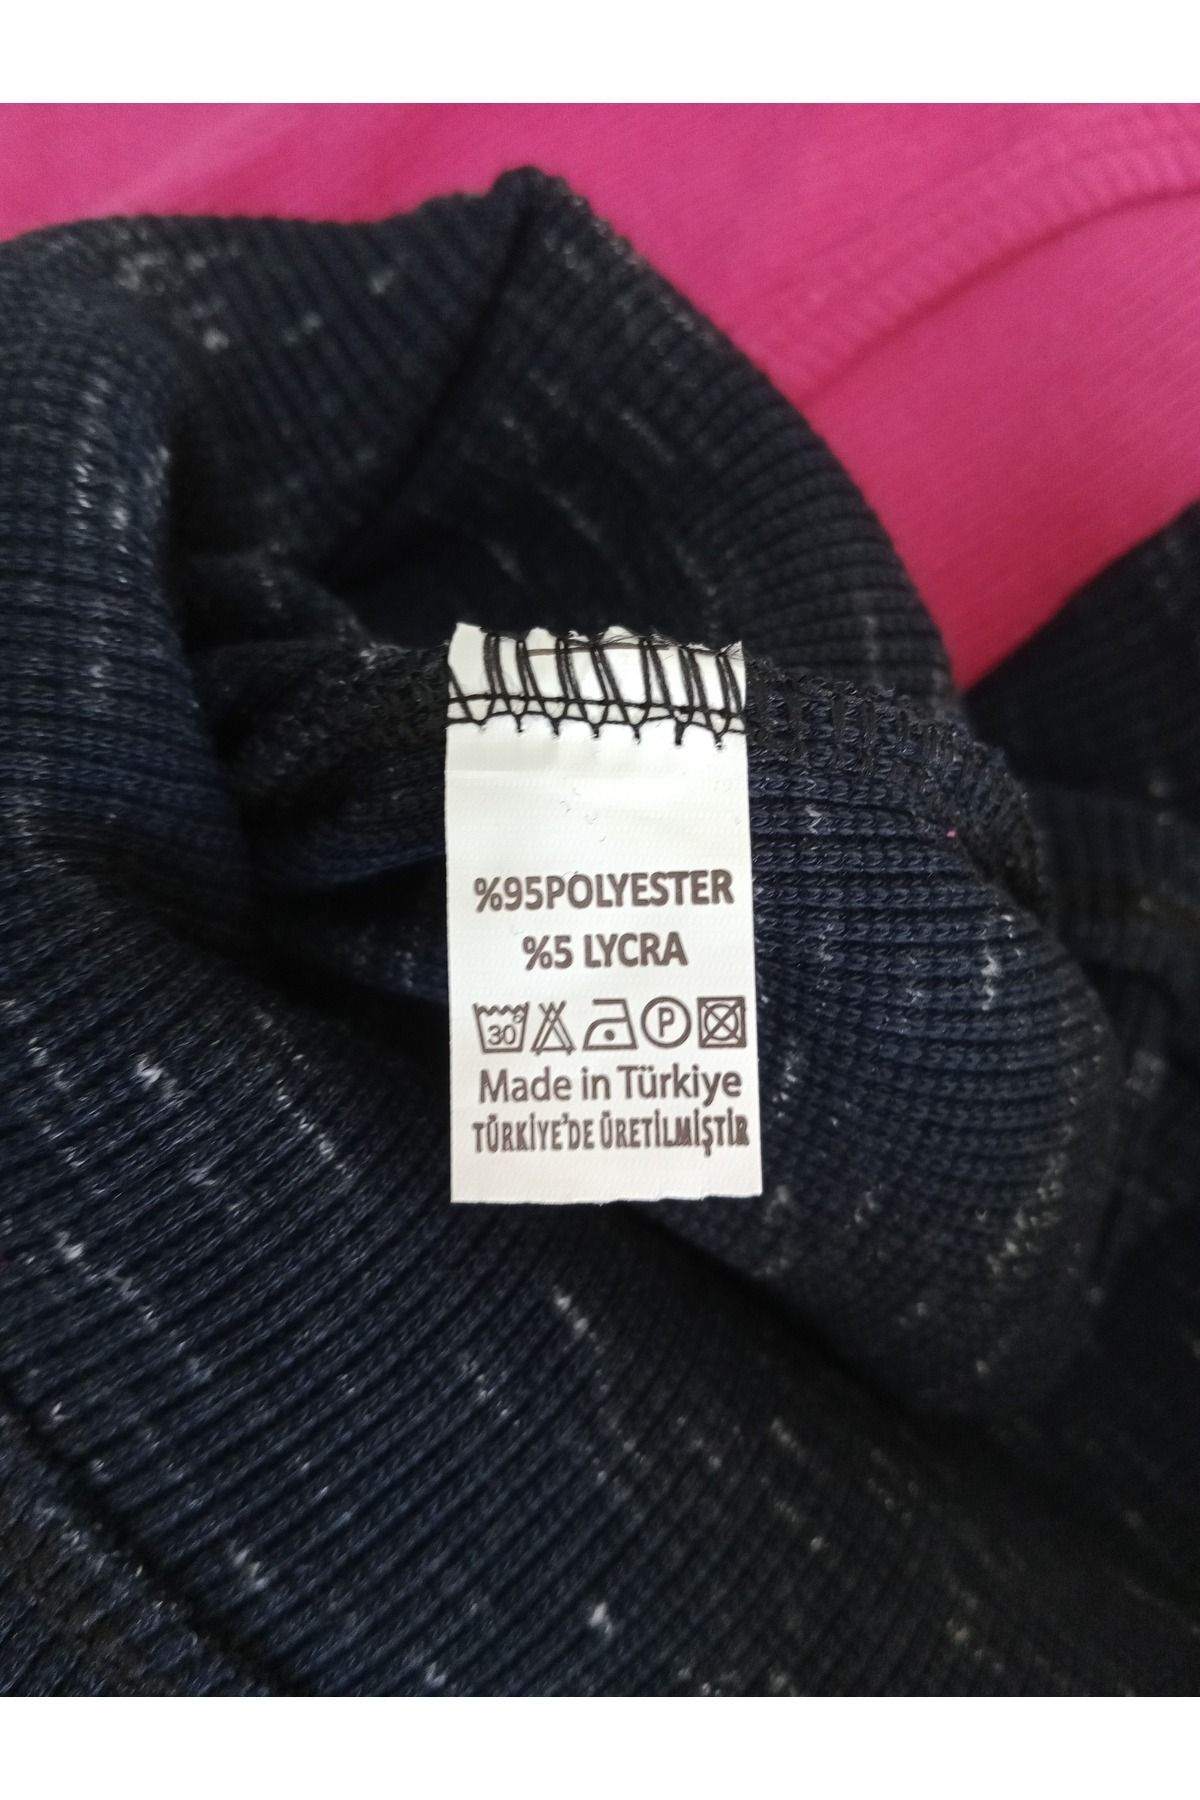 %95POLYESTER
%5 LYCRA
30° P
Made in Türkiye
TÜRKİYE'DE ÜRETİLMİŞTİR